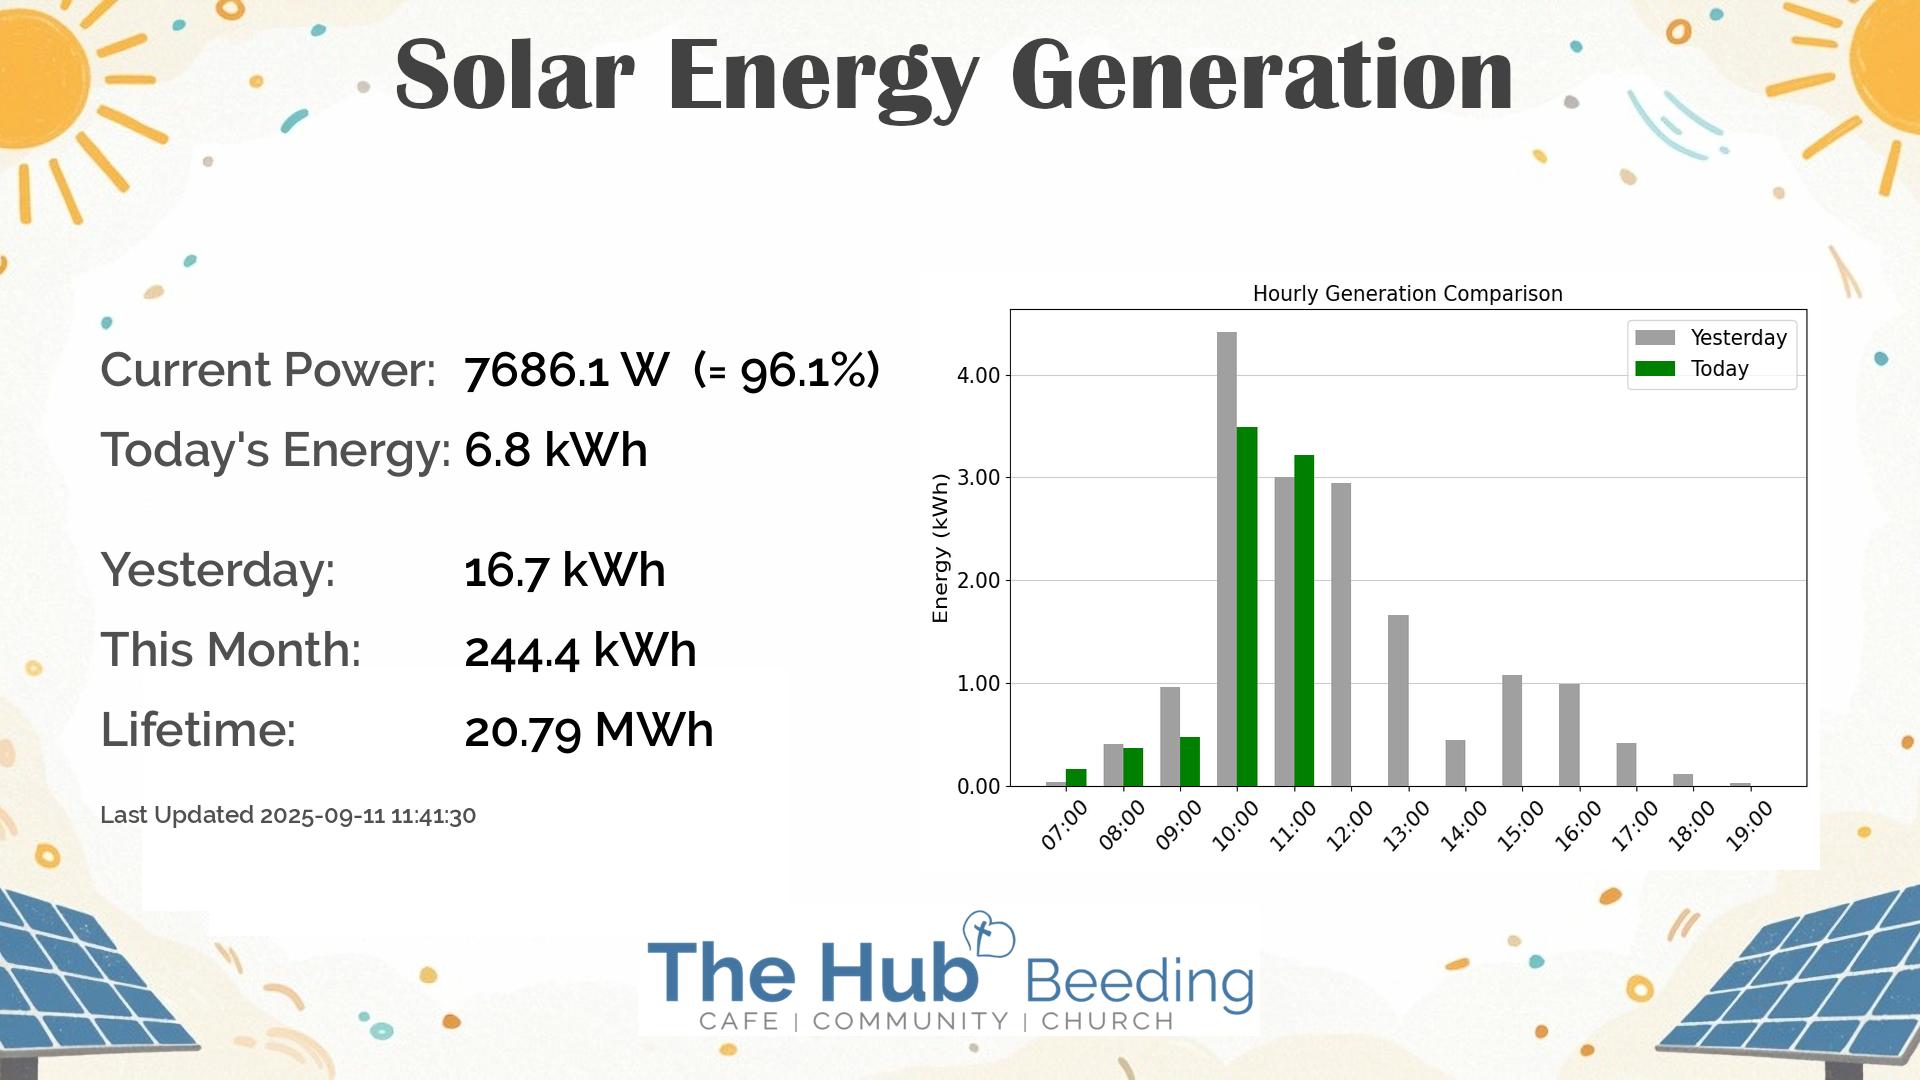 Solar Energy Generation
Current Power: 7686.1 W (= 96.1%)
Today's Energy: 6.8 kWh
Yesterday: 16.7 kWh
This Month: 244.4 kWh
Lifetime: 20.79 MWh
Last Updated 2025-09-11 11:41:30
Hourly Generation Comparison
Yesterday
Today
Energy (kWh)
4.00
3.00
2.00
1.00
0.00
07:00 08:00 09:00 10:00 11:00 12:00 13:00 14:00 15:00 16:00 17:00 18:00 19:00
The Hub Beeding
CAFE | COMMUNITY | CHURCH